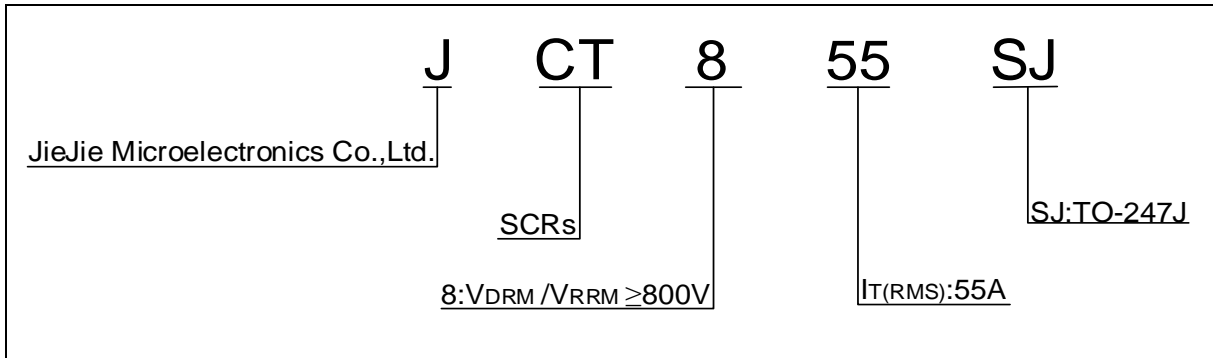 J CT 8 55 SJ
JieJie Microelectronics Co.,Ltd.
SJ:TO-247J
SCRs
8:VDRM /VRRM ≥800V
IT(RMS):55A